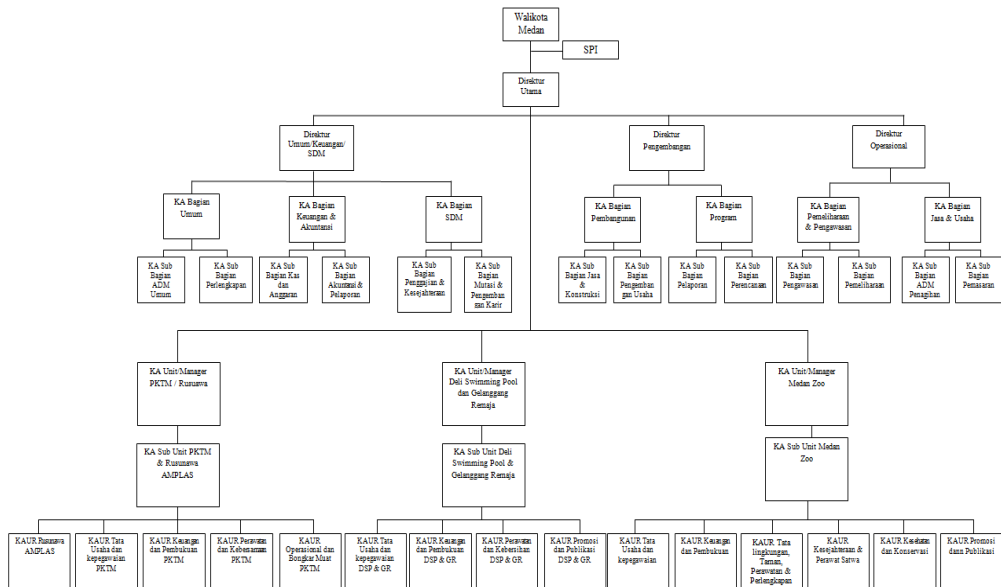 Walikota
Medan
SPI
Direktur
Utama
Direktur
Umum/Keuangan/
SDM
Direktur
Pengembangan
Direktur
Operasional
KA Bagian
Umum
KA Bagian
Keuangan &
Akuntansi
KA Bagian
SDM
KA Bagian
Pembangunan
KA Bagian
Program
KA Bagian
Pemeliharaan
& Pengawasan
KA Bagian
Jasa & Usaha
KA Sub
Bagian
ADM
Umum
KA Sub
Bagian
Perlengkapan
KA Sub
Bagian Kas
dan
Anggaran
KA Sub
Bagian
Akuntansi &
Pelaporan
KA Sub
Bagian
Penggajian &
Kesejahteraan
KA Sub
Bagian
Mutasi &
Pengemban
gan Karir
KA Sub
Bagian Jasa
&
Konstruksi
KA Sub
Bagian
Pengemban
gan Usaha
KA Sub
Bagian
Pelaporan
KA Sub
Bagian
Perencanaan
KA Sub
Bagian
Pengawasan
KA Sub
Bagian
Pemeliharaan
KA Sub
Bagian
ADM
Penagihan
KA Sub
Bagian
Pemasaran
KA Unit/Manager
PKTM / Rusunawa
KA Unit/Manager
Deli Swimming Pool
dan Gelanggang
Remaja
KA Unit/Manager
Medan Zoo
KA Sub Unit PKTM
& Rusunawa
AMPLAS
KA Sub Unit Deli
Swimming Pool &
Gelanggang Remaja
KA Sub Unit Medan
Zoo
KAUR Rusunawa
AMPLAS
KAUR Tata
Usaha dan
kepegawaian
PKTM
KAUR Keuangan
dan Pembukuan
PKTM
KAUR Perawatan
dan Kebersamaan
PKTM
KAUR
Operasional dan
Bongkar Muat
PKTM
KAUR Tata
Usaha dan
kepegawaian
DSP & GR
KAUR Keuangan
dan Pembukuan
DSP & GR
KAUR Perawatan
dan Kebersihan
DSP & GR
KAUR Promosi
dan Publikasi
DSP & GR
KAUR Tata
Usaha dan
kepegawaian
KAUR Keuangan
dann Pembukuan
KAUR Tata
lingkungan,
Taman,
Perawatan &
Perlengkapan
KAUR
Kesejahteraan &
Perawat Satwa
KAUR Kesehatan
dan Konservasi
KAUR Promosi
dann Publikasi